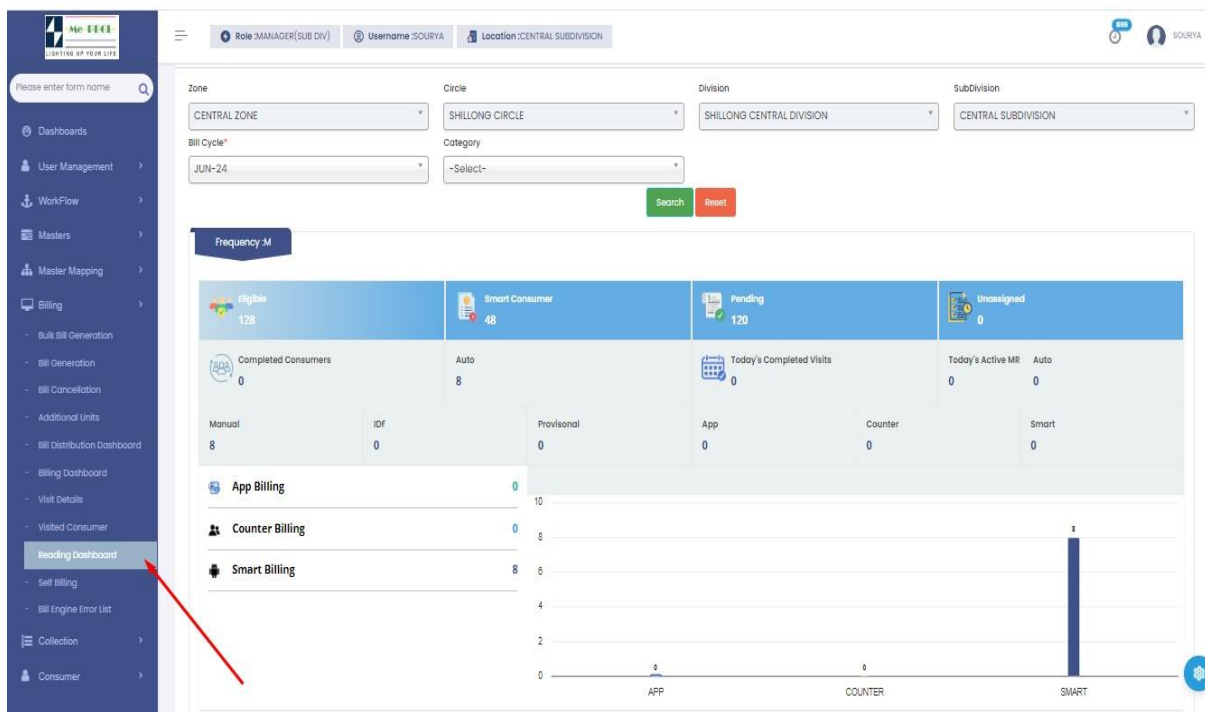 Me-PDCL
LIGHTING UP YOUR LIFE
Role :MANAGER(SUB DIV) Username :SOURYA Location :CENTRAL SUBDIVISION
899
SOURYA
Please enter form name
Dashboards
User Management
WorkFlow
Masters
Master Mapping
Billing
- Bulk Bill Generation
- Bill Generation
- Bill Cancellation
- Additional Units
- Bill Distribution Dashboard
- Billing Dashboard
- Visit Details
- Visited Consumer
Reading Dashboard
- Self Billing
- Bill Engine Error List
Collection
Consumer
Zone Circle Division SubDivision
CENTRAL ZONE SHILLONG CIRCLE SHILLONG CENTRAL DIVISION CENTRAL SUBDIVISION
Bill Cycle* Category
JUN-24 -Select-
Search Reset
Frequency :M
Eligible Smart Consumer Pending Unassigned
128 48 120 0
Completed Consumers Auto Today's Completed Visits Today's Active MR Auto
0 8 0 0 0
Manual IDF Provisonal App Counter Smart
8 0 0 0 0 0
App Billing 0
Counter Billing 0
Smart Billing 8
10
8
6
4
2
0
0 0 8
APP COUNTER SMART